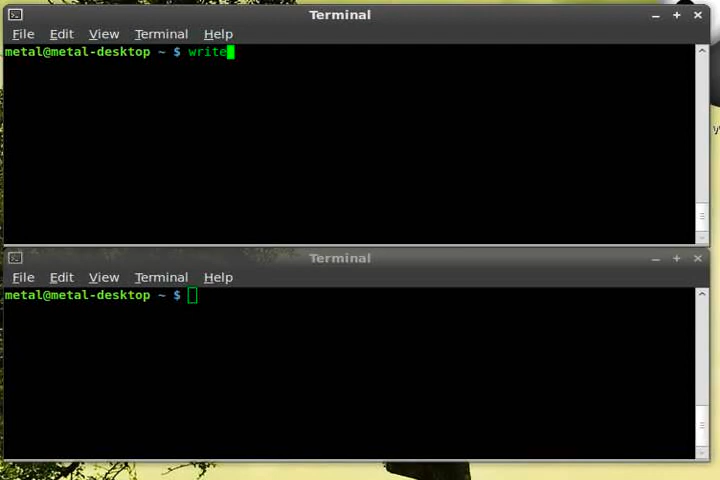 Terminal
File Edit View Terminal Help
metal@metal-desktop ~ $ write
Terminal
File Edit View Terminal Help
metal@metal-desktop ~ $